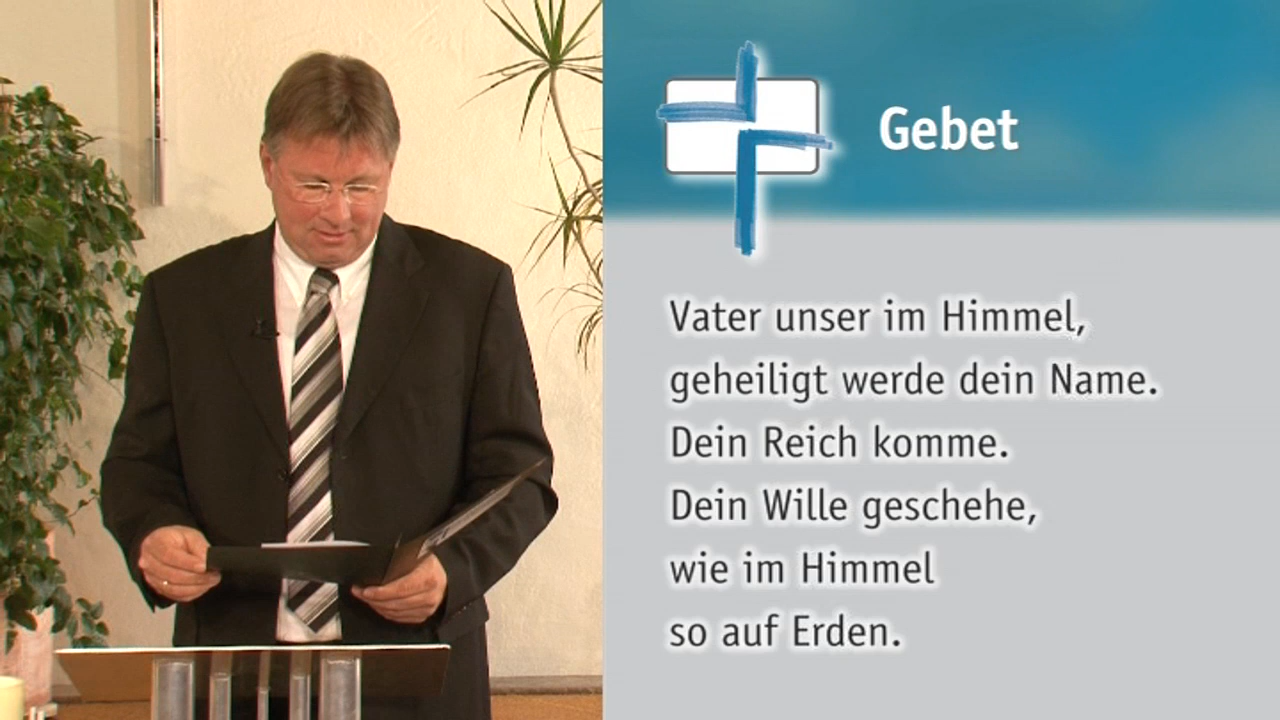 Gebet
Vater unser im Himmel,
geheiligt werde dein Name.
Dein Reich komme.
Dein Wille geschehe,
wie im Himmel
so auf Erden.